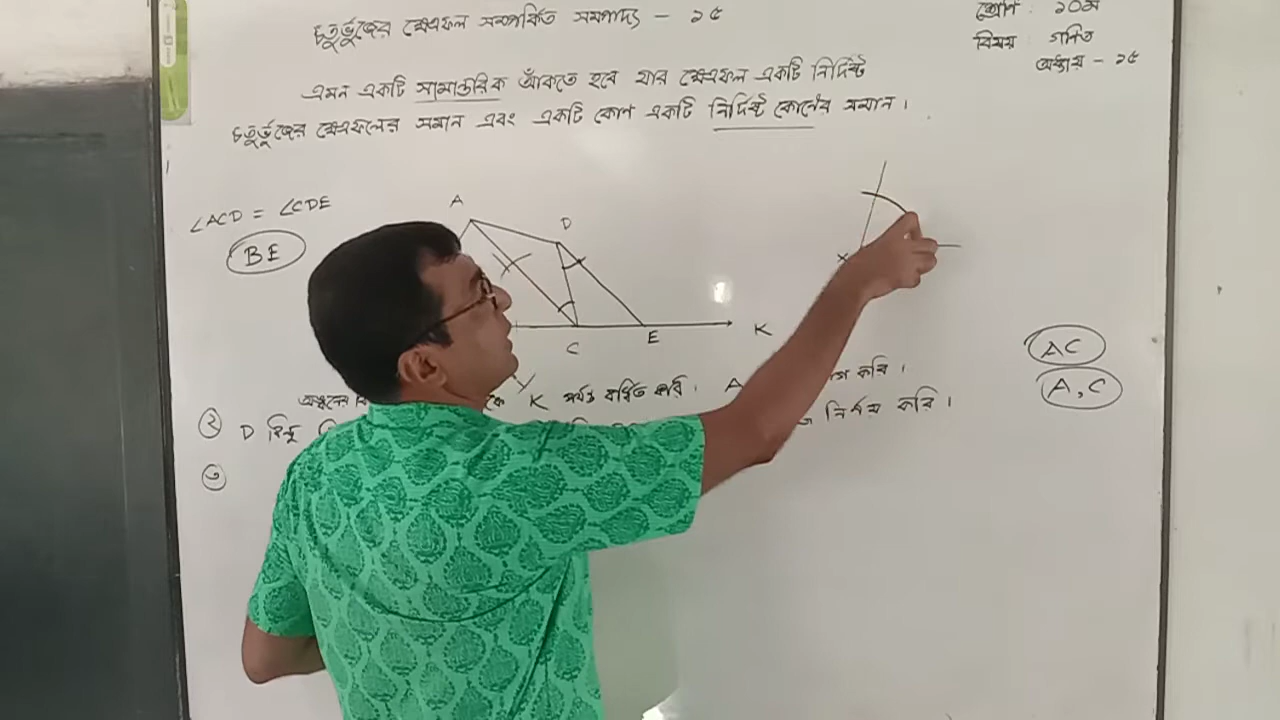 চতুর্ভুজের ক্ষেত্রফল সম্পর্কিত সম্পাদ্য - ১৫
শ্রেণি : ১০ম
বিষয় : গণিত
অধ্যায় - ১৫
এমন একটি সামান্তরিক আঁকতে হবে যার ক্ষেত্রফল একটি নির্দিষ্ট
চতুর্ভুজের ক্ষেত্রফলের সমান এবং একটি কোণ একটি নির্দিষ্ট কোণের সমান।
∠ACD = ∠CDE
BE
A
D
X
C
E
K
AC
A, C
K পর্যন্ত বর্ধিত করি। A করি।
২ D বিন্দু নির্ণয় করি।
৩